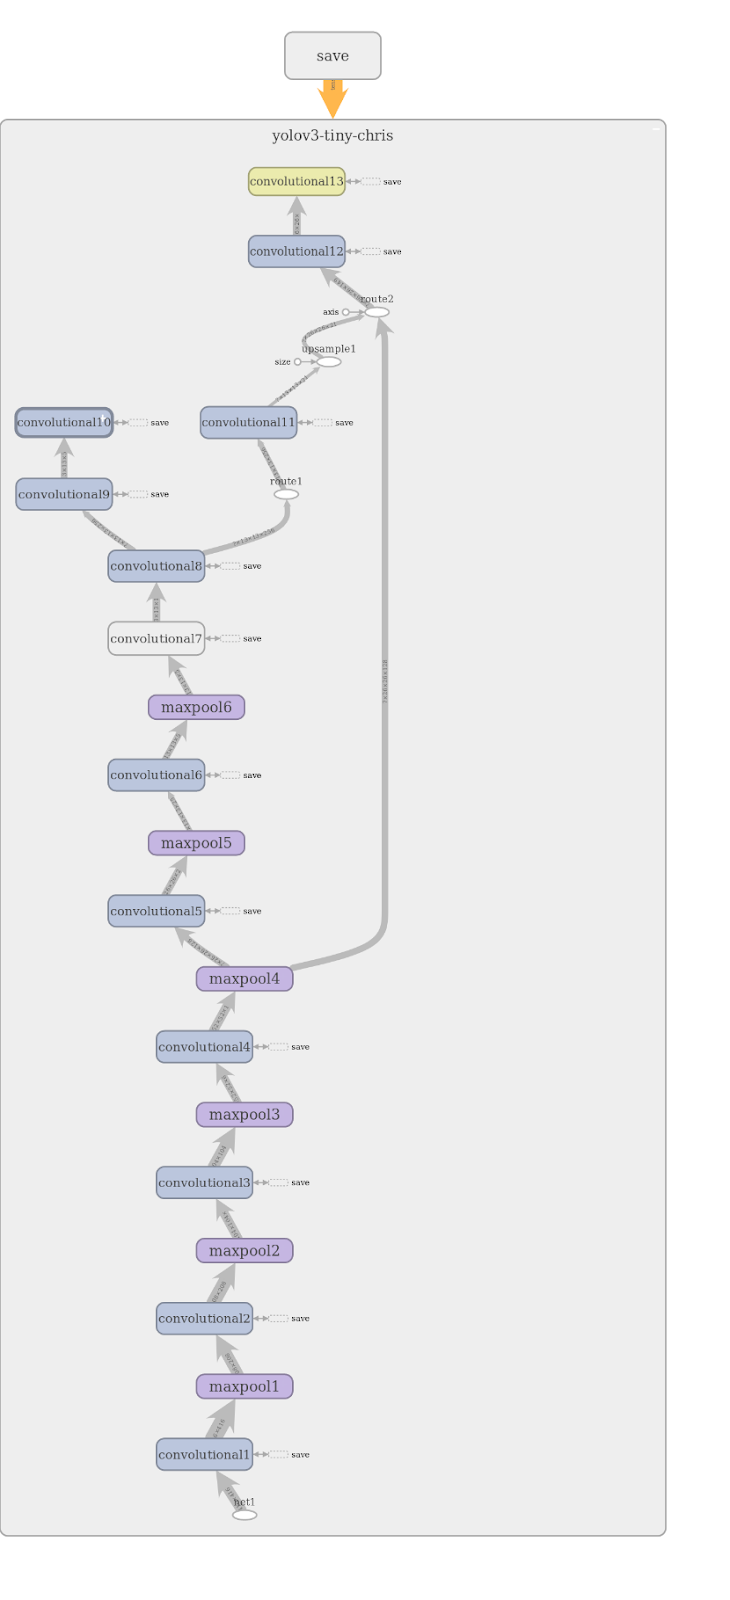 save
yolov3-tiny-chris
convolutional13 save
convolutional12 save
route2
axis
upsample1
size
convolutional10 save
convolutional11 save
route1
convolutional9 save
convolutional8 save
convolutional7 save
maxpool6
convolutional6 save
maxpool5
convolutional5 save
maxpool4
convolutional4 save
maxpool3
convolutional3 save
maxpool2
convolutional2 save
maxpool1
convolutional1 save
net1